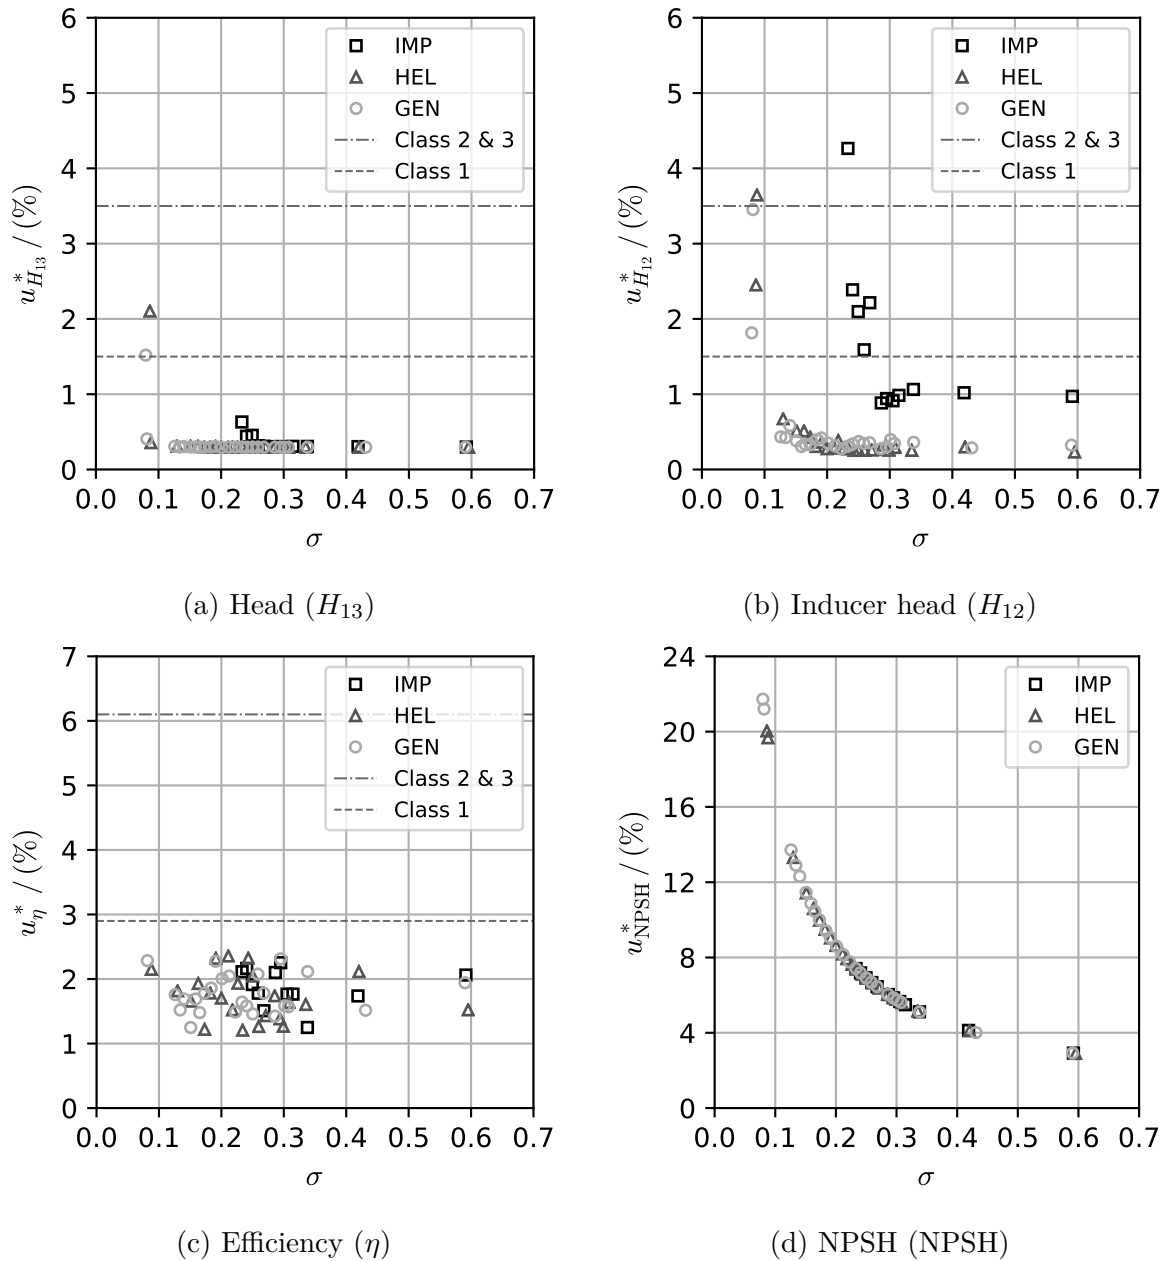 6
5
4
3
2
1
0
u*H13 / (%)
IMP
HEL
GEN
Class 2 & 3
Class 1
0.0 0.1 0.2 0.3 0.4 0.5 0.6 0.7
σ
(a) Head (H13)
6
5
4
3
2
1
0
u*H12 / (%)
IMP
HEL
GEN
Class 2 & 3
Class 1
0.0 0.1 0.2 0.3 0.4 0.5 0.6 0.7
σ
(b) Inducer head (H12)
7
6
5
4
3
2
1
0
u*η / (%)
IMP
HEL
GEN
Class 2 & 3
Class 1
0.0 0.1 0.2 0.3 0.4 0.5 0.6 0.7
σ
(c) Efficiency (η)
24
20
16
12
8
4
0
u*NPSH / (%)
IMP
HEL
GEN
0.0 0.1 0.2 0.3 0.4 0.5 0.6 0.7
σ
(d) NPSH (NPSH)